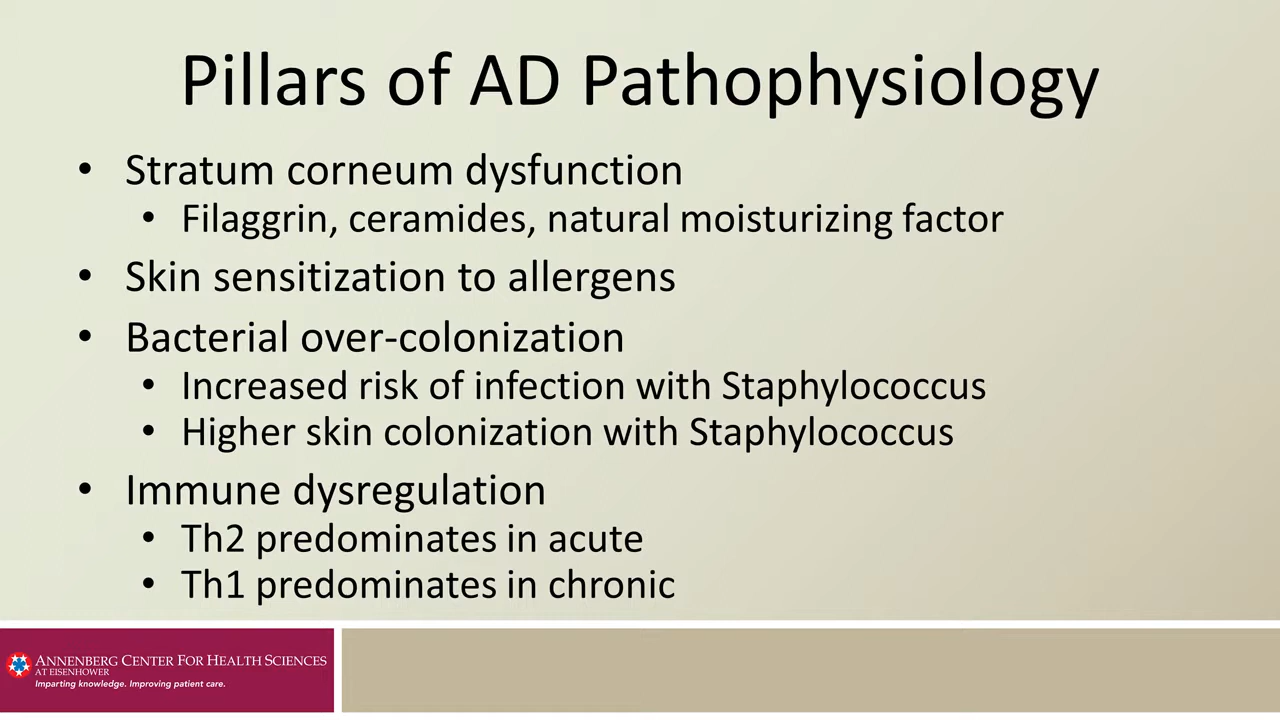 Pillars of AD Pathophysiology
• Stratum corneum dysfunction
• Filaggrin, ceramides, natural moisturizing factor
• Skin sensitization to allergens
• Bacterial over-colonization
• Increased risk of infection with Staphylococcus
• Higher skin colonization with Staphylococcus
• Immune dysregulation
• Th2 predominates in acute
• Th1 predominates in chronic
ANNENBERG CENTER FOR HEALTH SCIENCES
AT EISENHOWER
Imparting knowledge. Improving patient care.